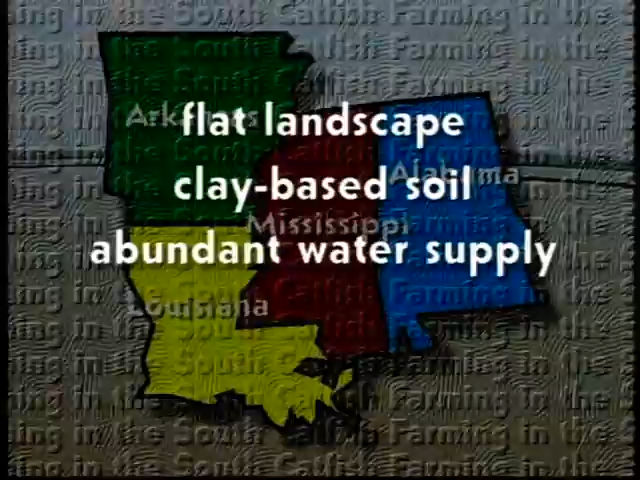 Arkansas
flat landscape
Alabama
clay-based soil
Mississippi
abundant water supply
Louisiana
Catfish Farming in the South